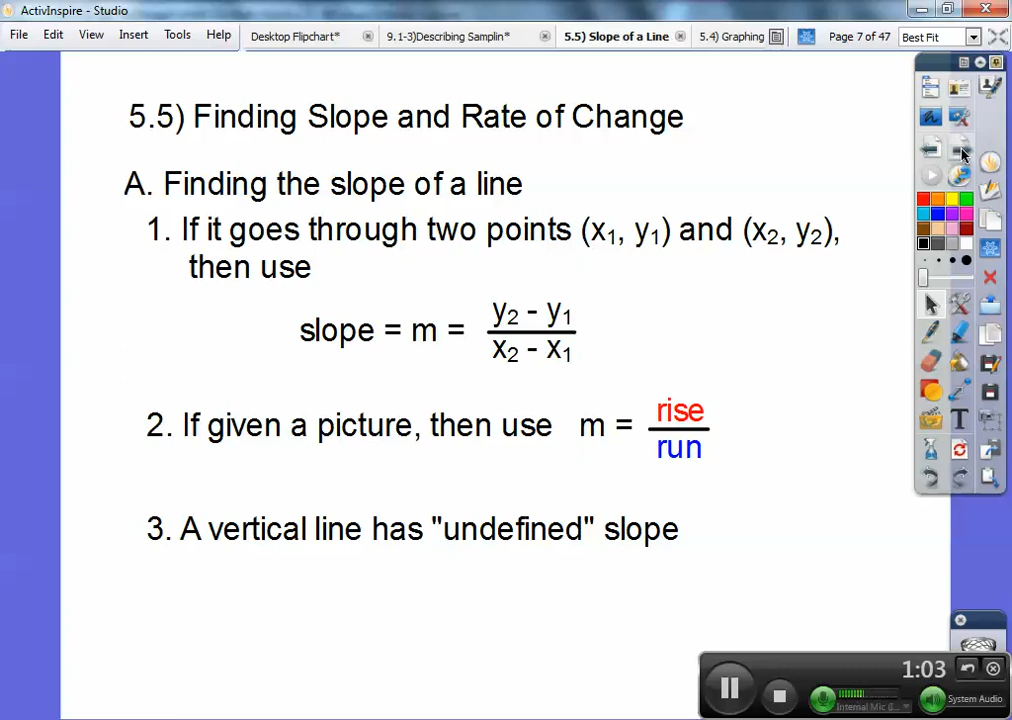 ActivInspire - Studio
File Edit View Insert Tools Help
Desktop Flipchart* 9.1-3)Describing Samplin* 5.5) Slope of a Line 5.4) Graphing Page 7 of 47 Best Fit
5.5) Finding Slope and Rate of Change
A. Finding the slope of a line
1. If it goes through two points (x₁, y₁) and (x₂, y₂),
then use
slope = m = y₂ - y₁
x₂ - x₁
2. If given a picture, then use m = rise
run
3. A vertical line has "undefined" slope
1:03
Internal Mic (I...
System Audio